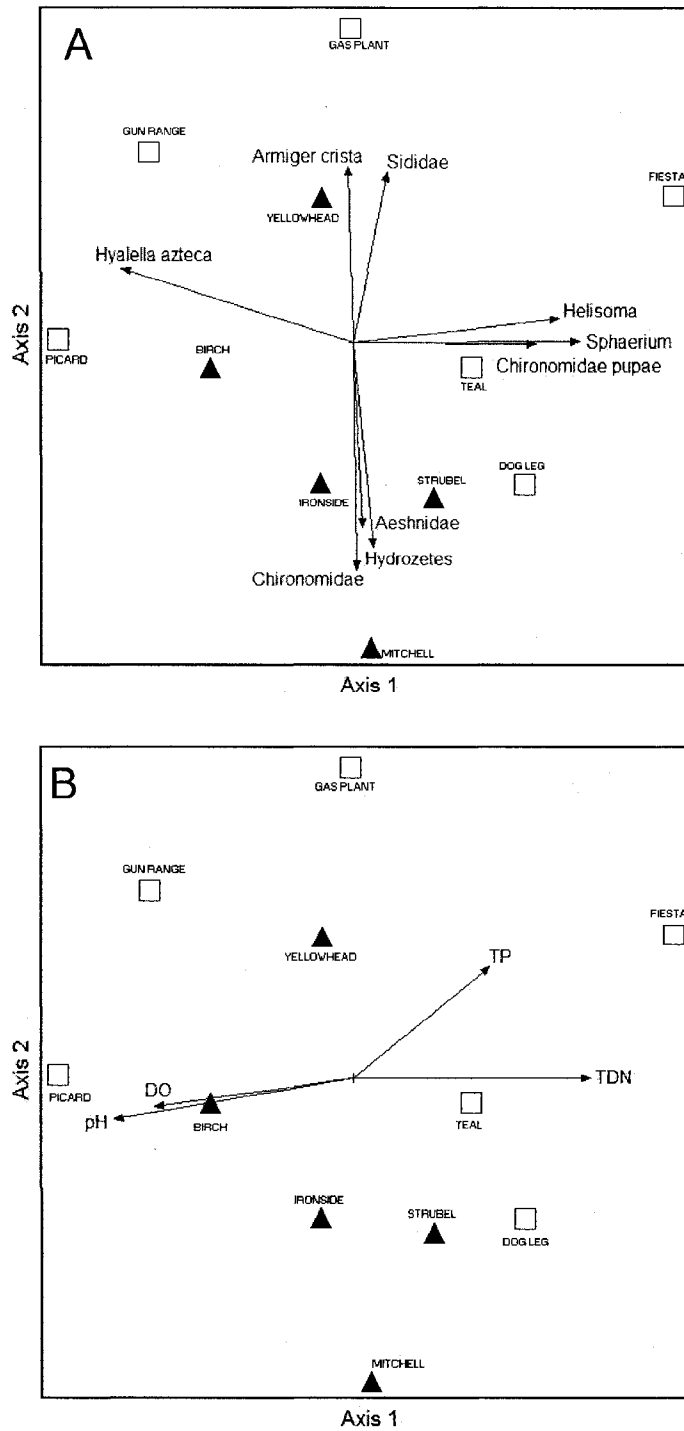 A
GAS PLANT
GUN RANGE
Armiger crista
Sididae
FIESTA
YELLOWHEAD
Hyalella azteca
Helisoma
Axis 2
Sphaerium
PICARD
BIRCH
Chironomidae pupae
TEAL
DOG LEG
STRUBEL
IRONSIDE
Aeshnidae
Hydrozetes
Chironomidae
MITCHELL
Axis 1
B
GAS PLANT
GUN RANGE
FIESTA
YELLOWHEAD
TP
Axis 2
DO
TDN
PICARD
pH
BIRCH
TEAL
IRONSIDE
STRUBEL
DOG LEG
MITCHELL
Axis 1